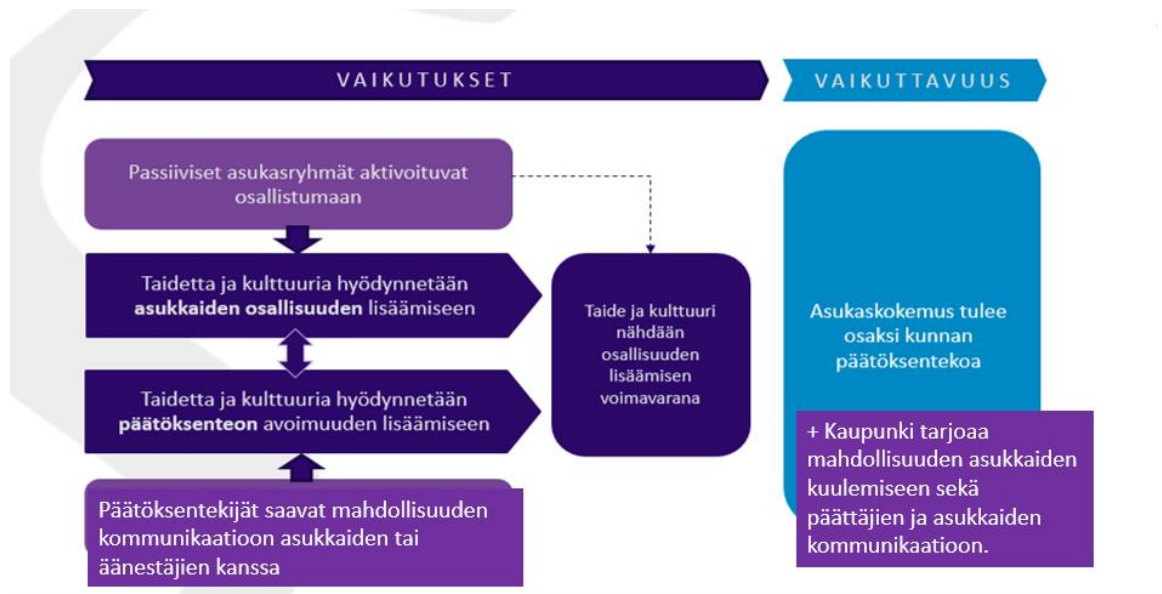 VAIKUTUKSET
VAIKUTTAVUUS
Passiiviset asukasryhmät aktivoituvat
osallistumaan
Taidetta ja kulttuuria hyödynnetään
asukkaiden osallisuuden lisäämiseen
Taidetta ja kulttuuria hyödynnetään
päätöksenteon avoimuuden lisäämiseen
Päätöksentekijät saavat mahdollisuuden
kommunikaatioon asukkaiden tai
äänestäjien kanssa
Taide ja kulttuuri
nähdään
osallisuuden
lisäämisen
voimavarana
Asukaskokemus tulee
osaksi kunnan
päätöksentekoa
+ Kaupunki tarjoaa
mahdollisuuden asukkaiden
kuulemiseen sekä
päättäjien ja asukkaiden
kommunikaatioon.